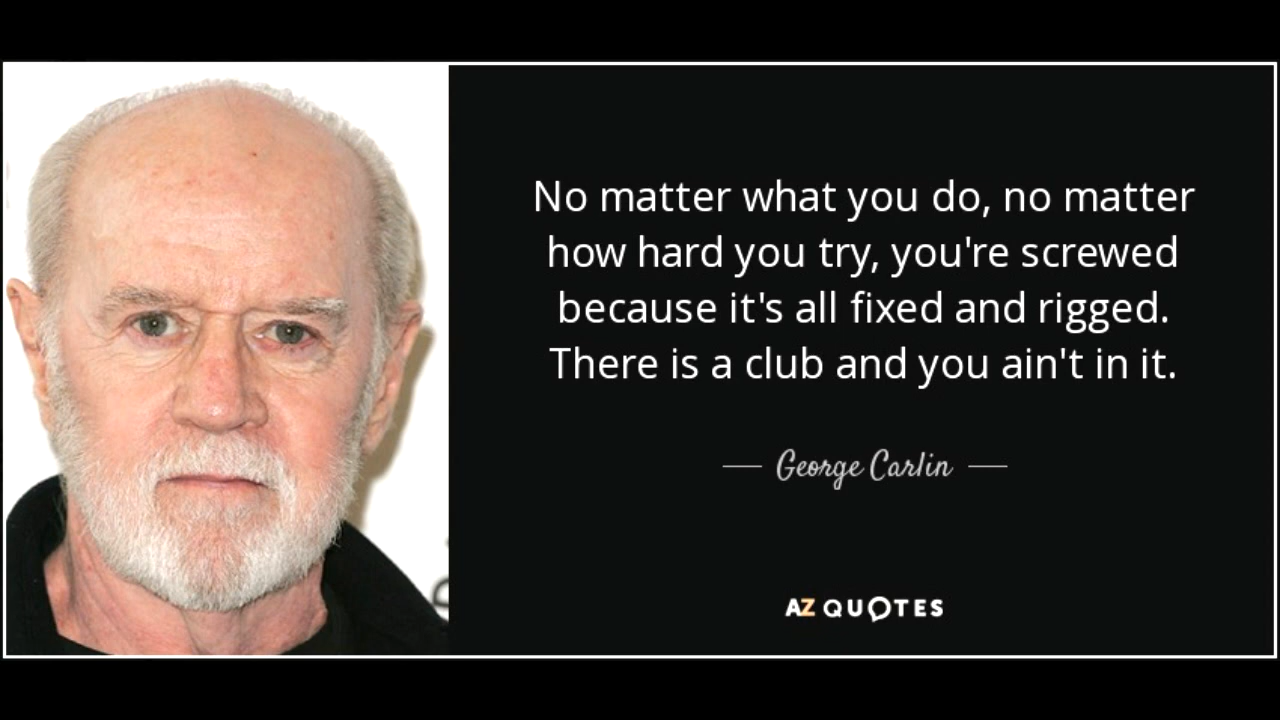 No matter what you do, no matter
how hard you try, you're screwed
because it's all fixed and rigged.
There is a club and you ain't in it.
George Carlin
AZ QUOTES